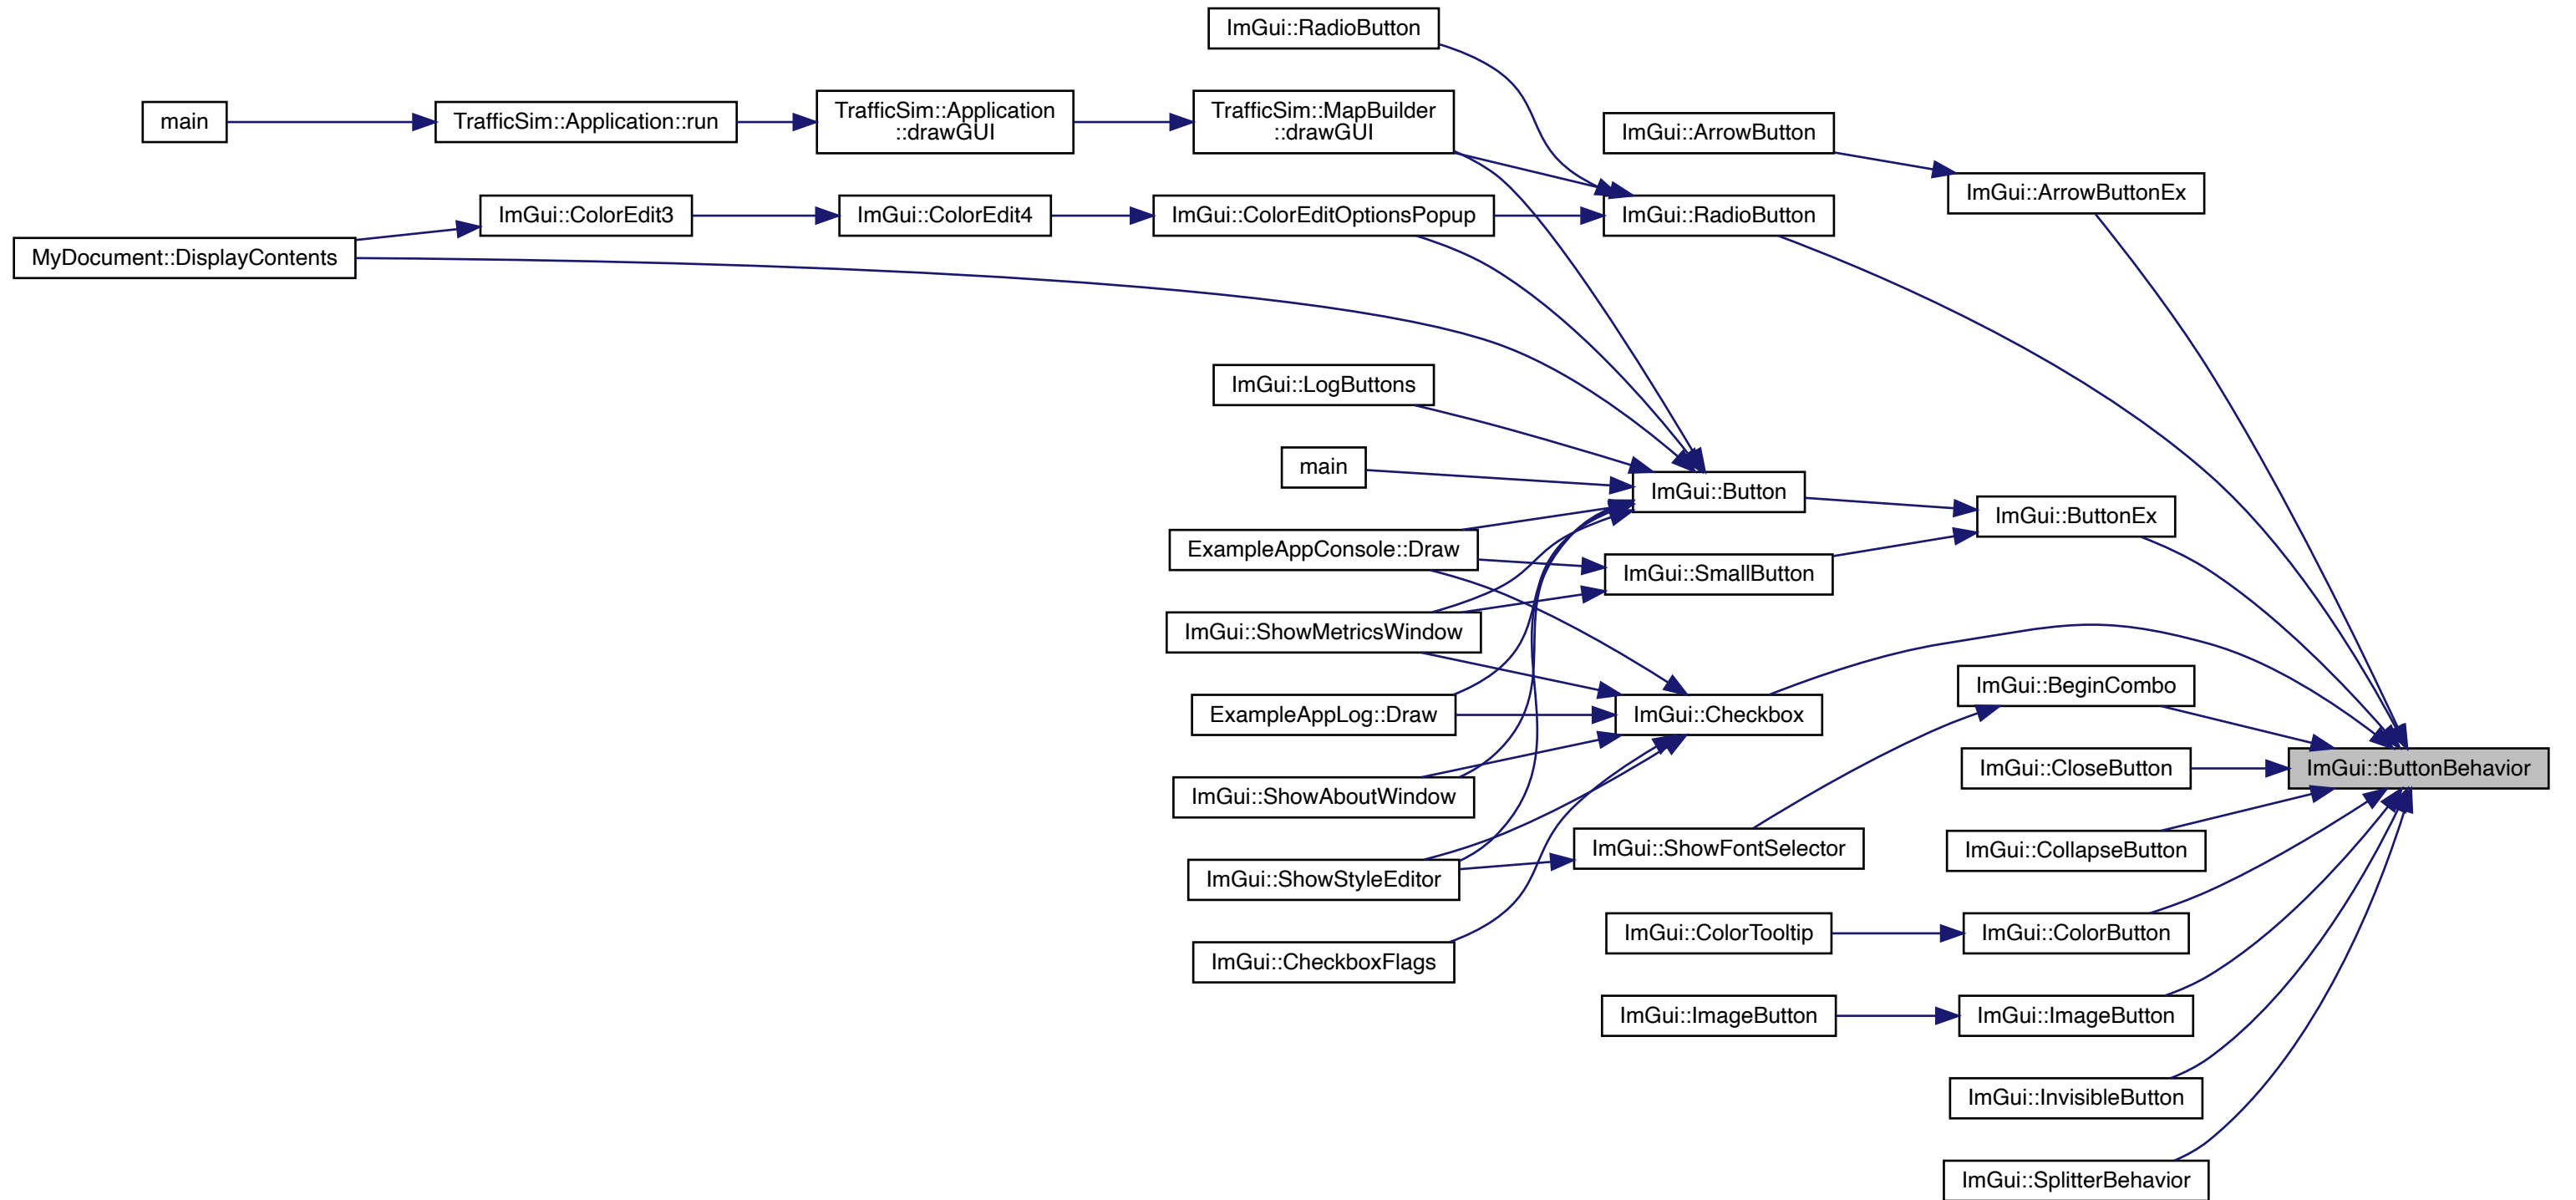 ImGui::RadioButton
main
TrafficSim::Application::run
TrafficSim::Application
::drawGUI
TrafficSim::MapBuilder
::drawGUI
ImGui::ArrowButton
ImGui::ArrowButtonEx
MyDocument::DisplayContents
ImGui::ColorEdit3
ImGui::ColorEdit4
ImGui::ColorEditOptionsPopup
ImGui::RadioButton
ImGui::LogButtons
main
ImGui::Button
ImGui::ButtonEx
ExampleAppConsole::Draw
ImGui::SmallButton
ImGui::ShowMetricsWindow
ImGui::BeginCombo
ExampleAppLog::Draw
ImGui::Checkbox
ImGui::CloseButton
ImGui::ButtonBehavior
ImGui::ShowAboutWindow
ImGui::ShowFontSelector
ImGui::CollapseButton
ImGui::ShowStyleEditor
ImGui::ColorTooltip
ImGui::ColorButton
ImGui::CheckboxFlags
ImGui::ImageButton
ImGui::ImageButton
ImGui::InvisibleButton
ImGui::SplitterBehavior